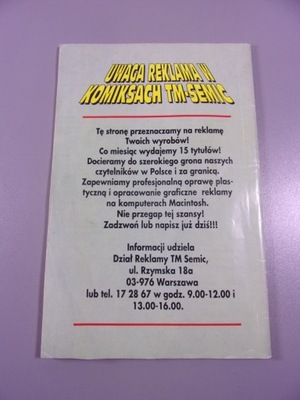 UWAGA REKLAMA W
KOMIKSACH TM-SEMIC
Tę stronę przeznaczamy na reklamę
Twoich wyrobów!
Co miesiąc wydajemy 15 tytułów!
Docieramy do szerokiego grona naszych
czytelników w Polsce i za granicą.
Zapewniamy profesjonalną oprawę plas-
tyczną i opracowanie graficzne reklamy
na komputerach Macintosh.
Nie przegap tej szansy!
Zadzwoń lub napisz już dziś!!!
Informacji udziela
Dział Reklamy TM Semic,
ul. Rzymska 18a
03-976 Warszawa
lub tel. 17 28 67 w godz. 9.00-12.00 i
13.00-16.00.